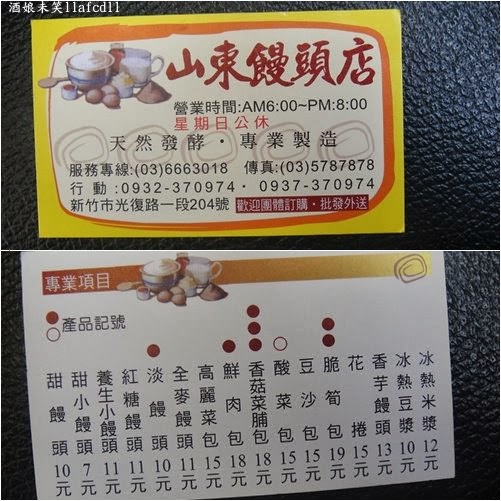 酒娘未笑llafcdll
山東饅頭店
營業時間:AM6:00~PM:8:00
星期日公休
天然發酵・專業製造
服務專線:(03)6663018 傳真:(03)5787878
行動:0932-370974・0937-370974
新竹市光復路一段204號 歡迎團體訂購・批發外送
專業項目
產品記號
甜饅頭10元
甜小饅頭7元
養生小饅頭11元
紅糖饅頭11元
淡饅頭10元
全麥饅頭11元
高麗菜包15元
鮮肉包18元
香菇菜脯包18元
酸菜包15元
豆沙包15元
脆筍包19元
花捲15元
香芋饅頭13元
冰熱豆漿10元
冰熱米漿12元